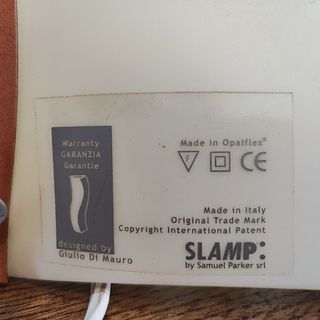 Warranty
GARANZIA
Garantie
designed by
Giulio Di Mauro
Made in Opalflex®
F CE
Made in Italy
Original Trade Mark
Copyright International Patent
SLAMP:
by Samuel Parker srl